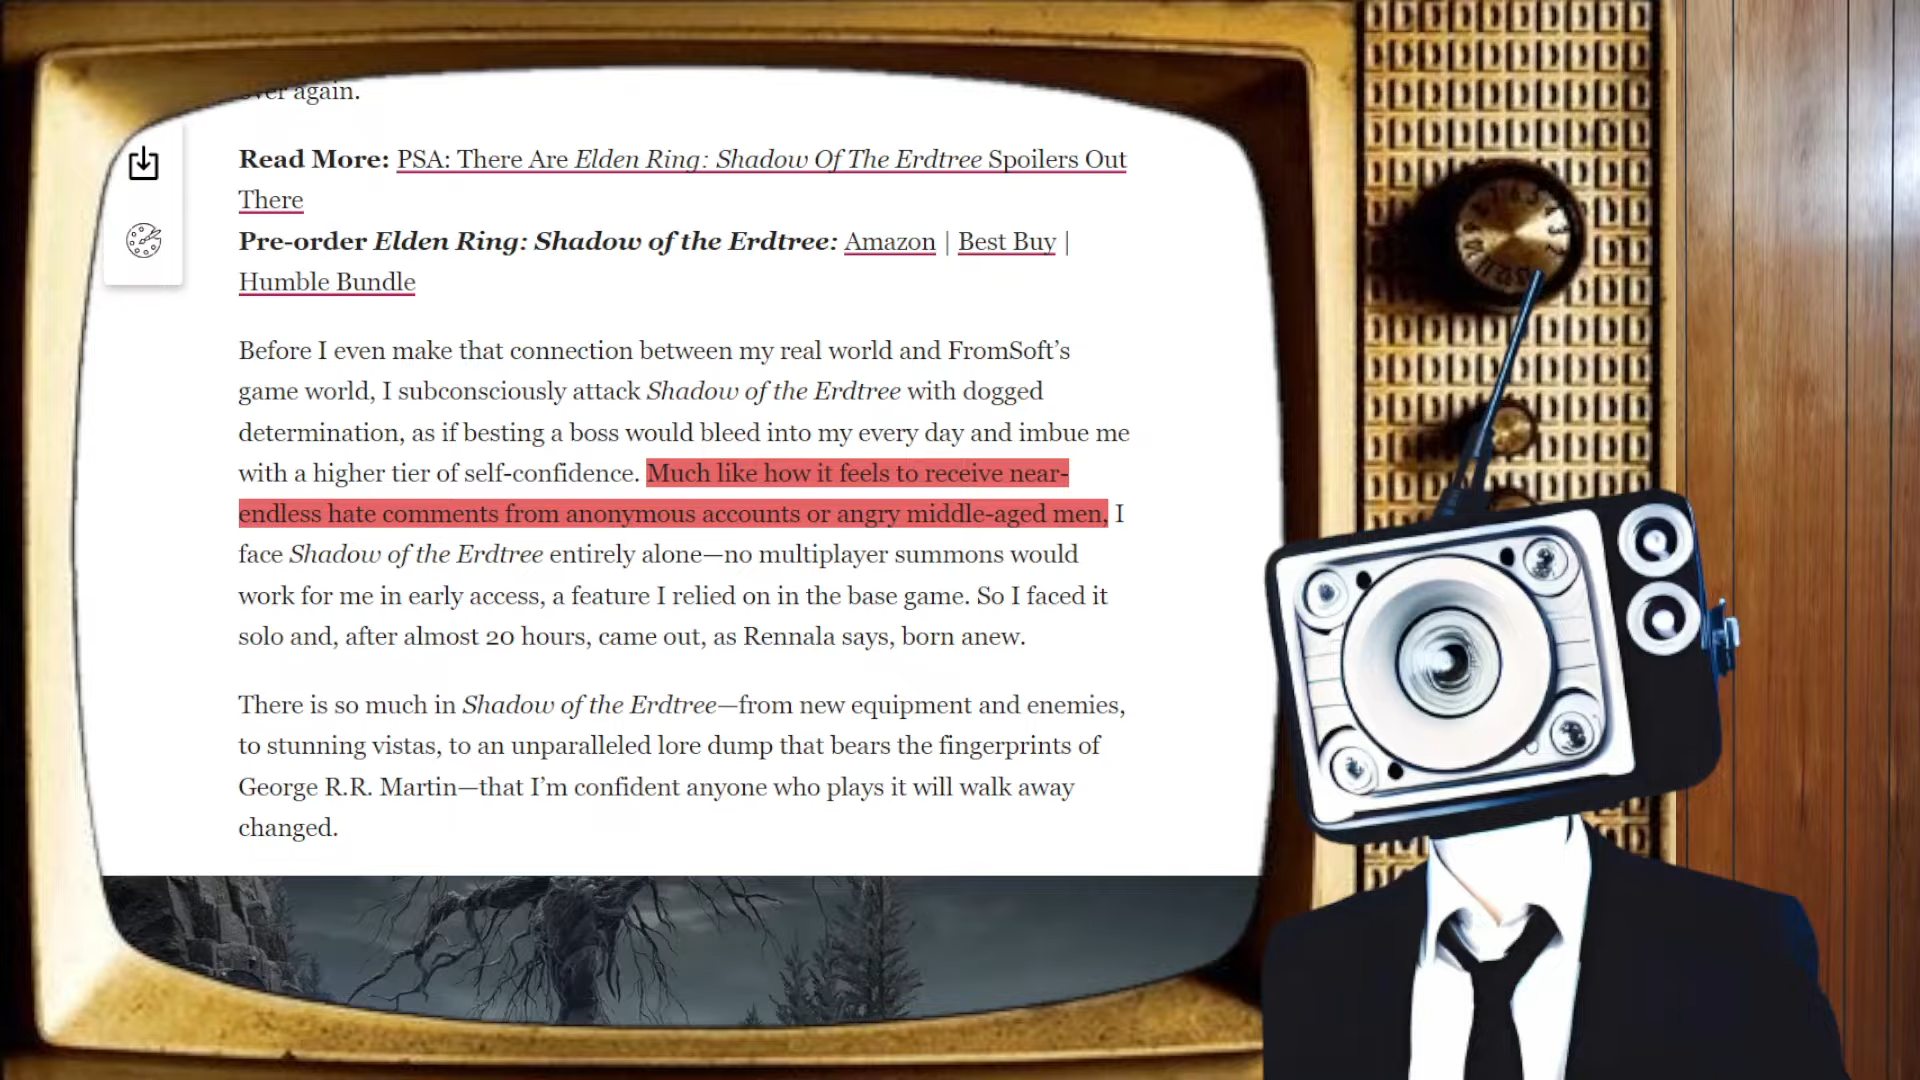 over again.
Read More: PSA: There Are Elden Ring: Shadow Of The Erdtree Spoilers Out
There
Pre-order Elden Ring: Shadow of the Erdtree: Amazon | Best Buy |
Humble Bundle
Before I even make that connection between my real world and FromSoft’s
game world, I subconsciously attack Shadow of the Erdtree with dogged
determination, as if besting a boss would bleed into my every day and imbue me
with a higher tier of self-confidence. Much like how it feels to receive near-
endless hate comments from anonymous accounts or angry middle-aged men, I
face Shadow of the Erdtree entirely alone—no multiplayer summons would
work for me in early access, a feature I relied on in the base game. So I faced it
solo and, after almost 20 hours, came out, as Rennala says, born anew.
There is so much in Shadow of the Erdtree—from new equipment and enemies,
to stunning vistas, to an unparalleled lore dump that bears the fingerprints of
George R.R. Martin—that I’m confident anyone who plays it will walk away
changed.